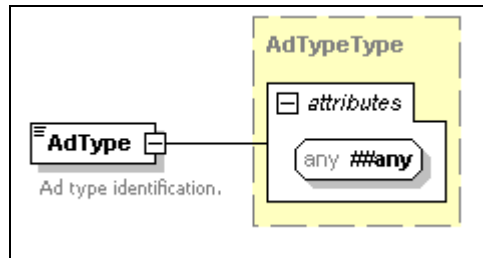 AdTypeType
attributes
AdType
any ##any
Ad type identification.